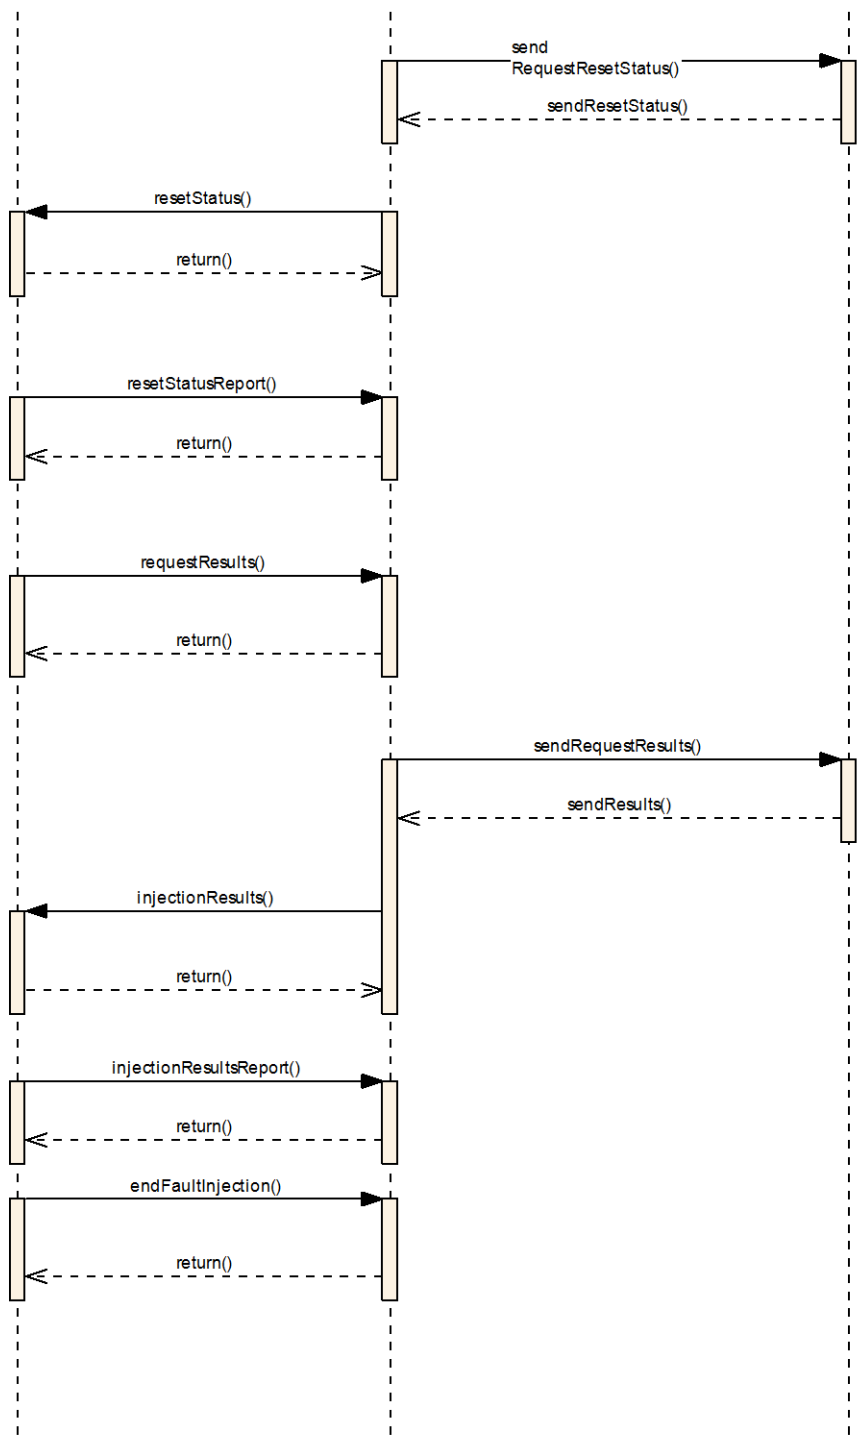 send
RequestResetStatus()
sendResetStatus()
resetStatus()
return()
resetStatusReport()
return()
requestResults()
return()
sendRequestResults()
sendResults()
injectionResults()
return()
injectionResultsReport()
return()
endFaultInjection()
return()